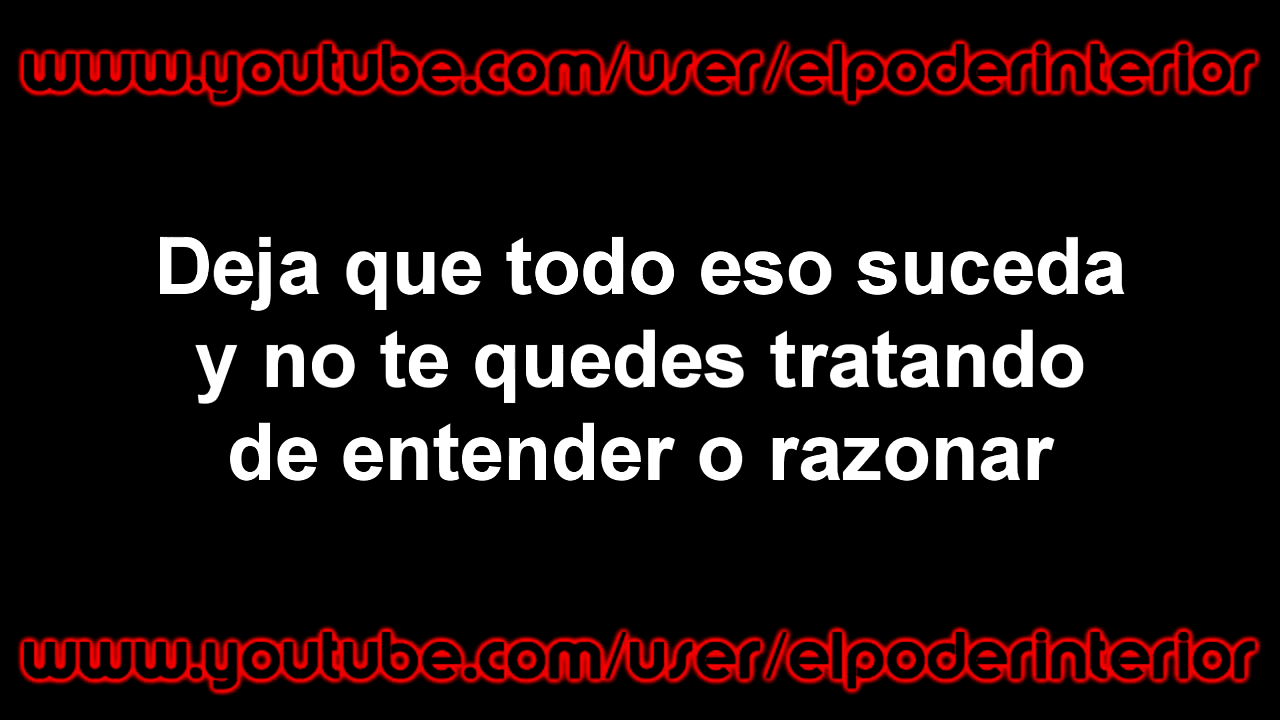 www.youtube.com/user/elpoderinterior
Deja que todo eso suceda
y no te quedes tratando
de entender o razonar
www.youtube.com/user/elpoderinterior